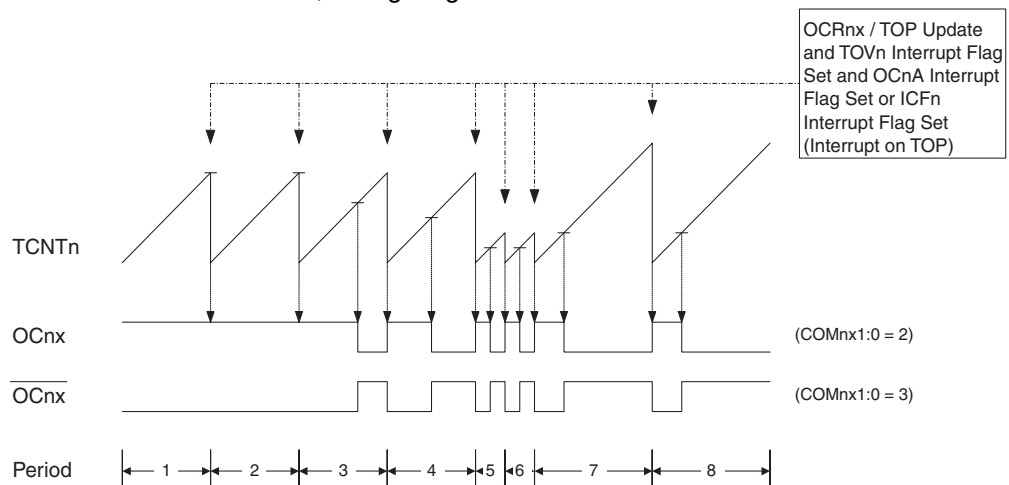 OCRnx / TOP Update
and TOVn Interrupt Flag
Set and OCnA Interrupt
Flag Set or ICFn
Interrupt Flag Set
(Interrupt on TOP)
TCNTn
OCnx (COMnx1:0 = 2)
OCnx (COMnx1:0 = 3)
Period 1 2 3 4 5 6 7 8